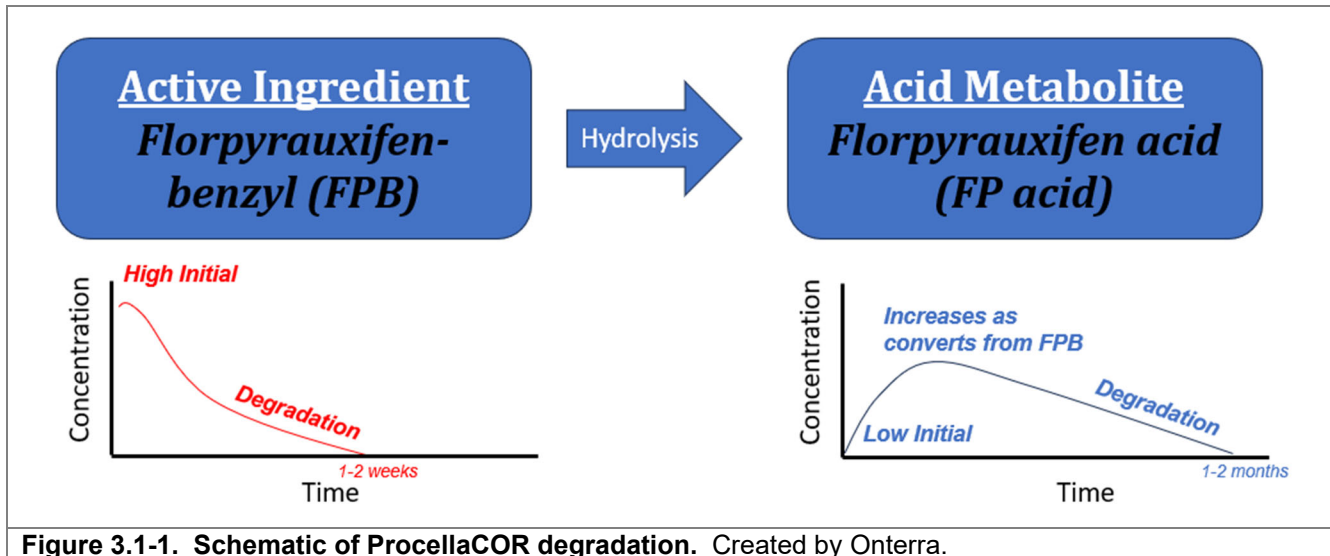 Active Ingredient
Florpyrauxifen-
benzyl (FPB)
Hydrolysis
Acid Metabolite
Florpyrauxifen acid
(FP acid)
Concentration
High Initial
Degradation
1-2 weeks
Time
Concentration
Increases as
converts from FPB
Low Initial
Degradation
1-2 months
Time
Figure 3.1-1. Schematic of ProcellaCOR degradation. Created by Onterra.